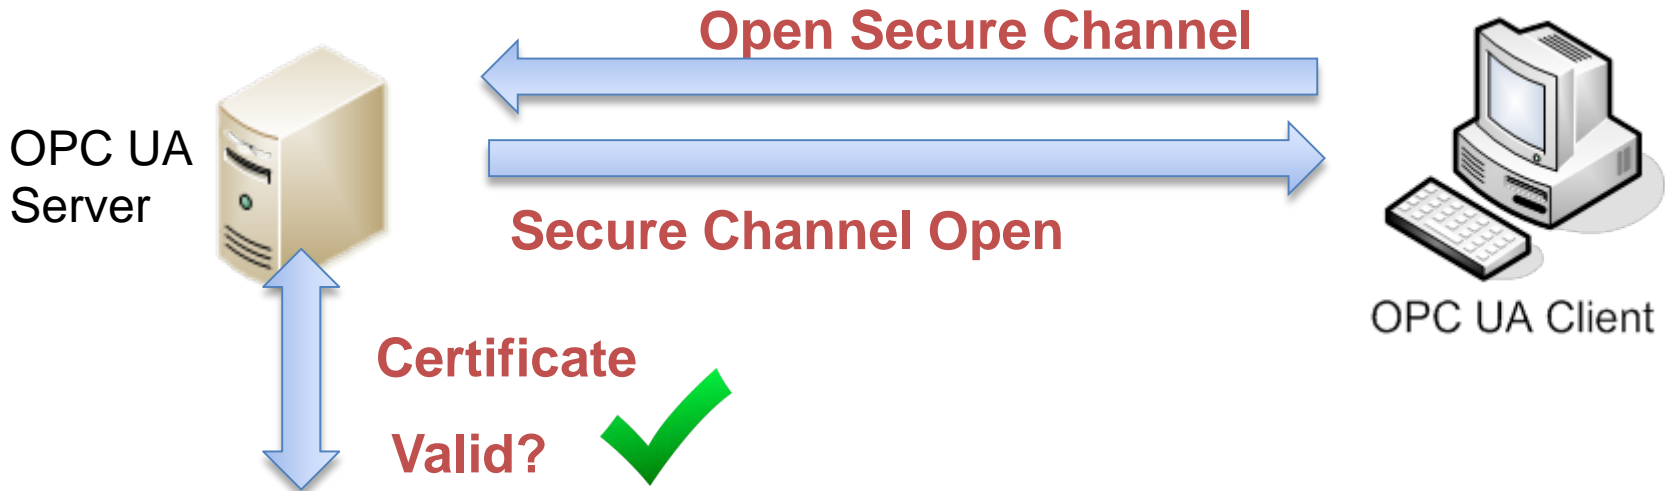 Open Secure Channel
OPC UA
Server
Secure Channel Open
OPC UA Client
Certificate
Valid?